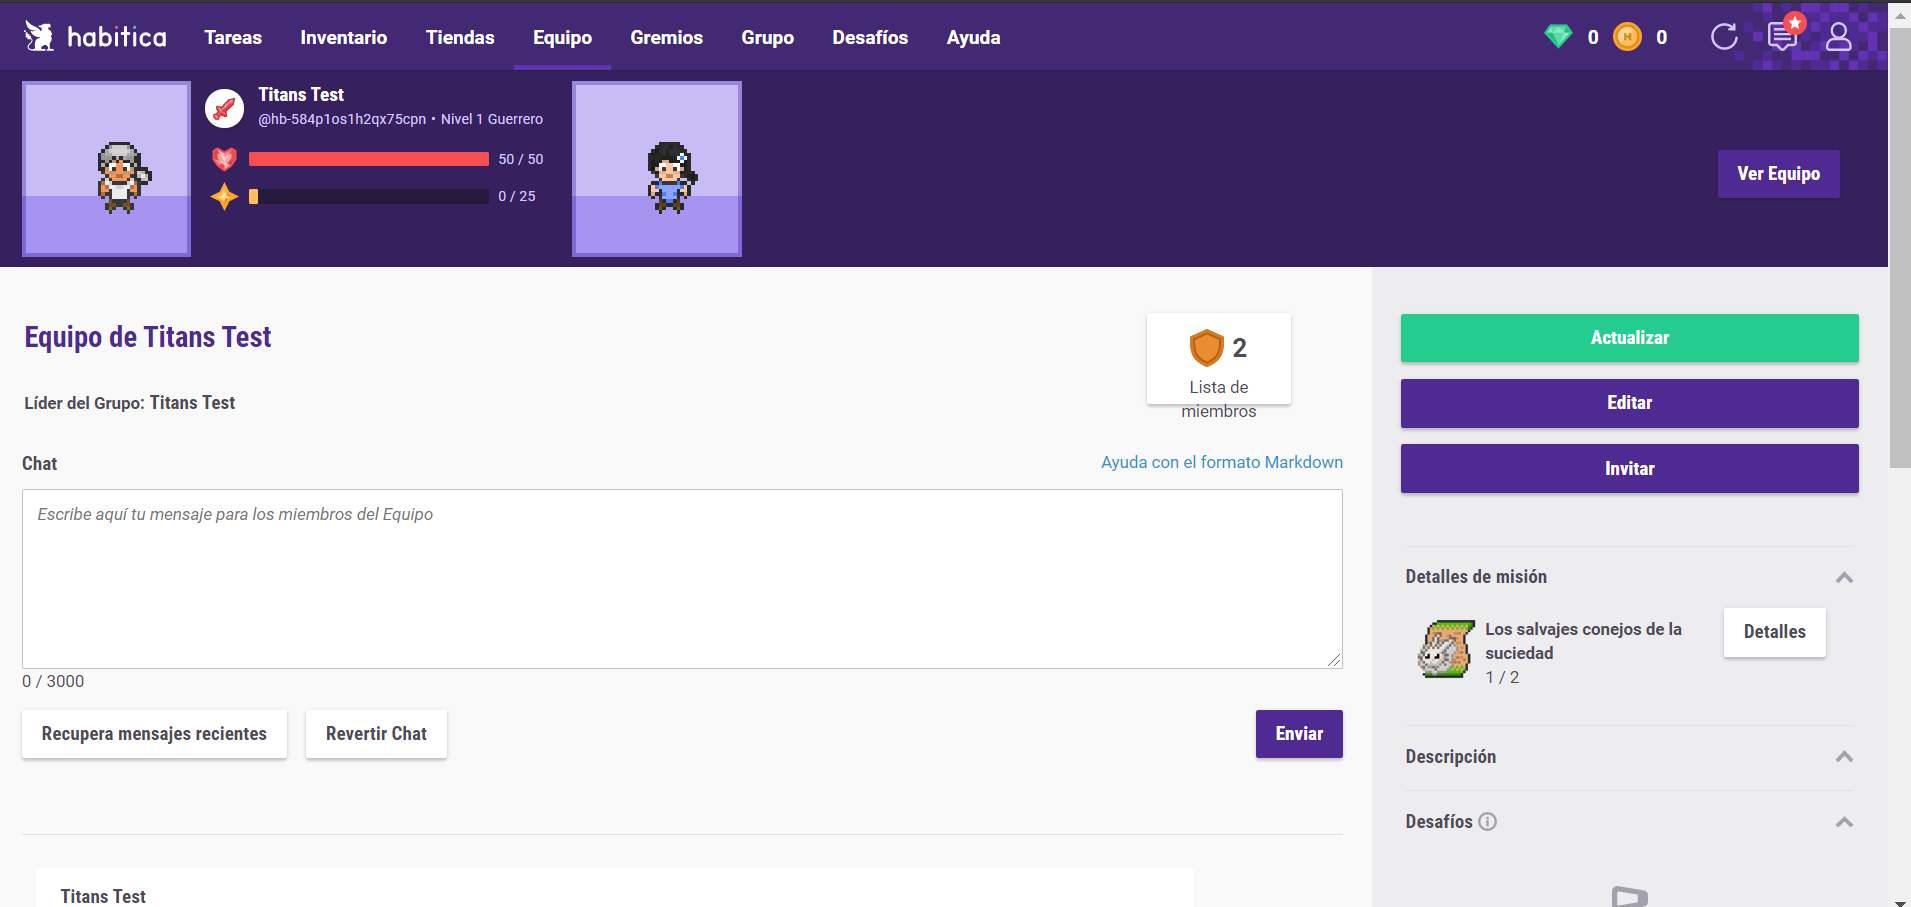 habitica Tareas Inventario Tiendas Equipo Gremios Grupo Desafíos Ayuda 0 H 0
Titans Test
@hb-584p1os1h2qx75cpn • Nivel 1 Guerrero
50 / 50
0 / 25
Ver Equipo
Equipo de Titans Test
2
Lista de
miembros
Líder del Grupo: Titans Test
Chat
Ayuda con el formato Markdown
Escribe aquí tu mensaje para los miembros del Equipo
0 / 3000
Recupera mensajes recientes
Revertir Chat
Enviar
Titans Test
Actualizar
Editar
Invitar
Detalles de misión
Los salvajes conejos de la
suciedad
1 / 2
Detalles
Descripción
Desafíos